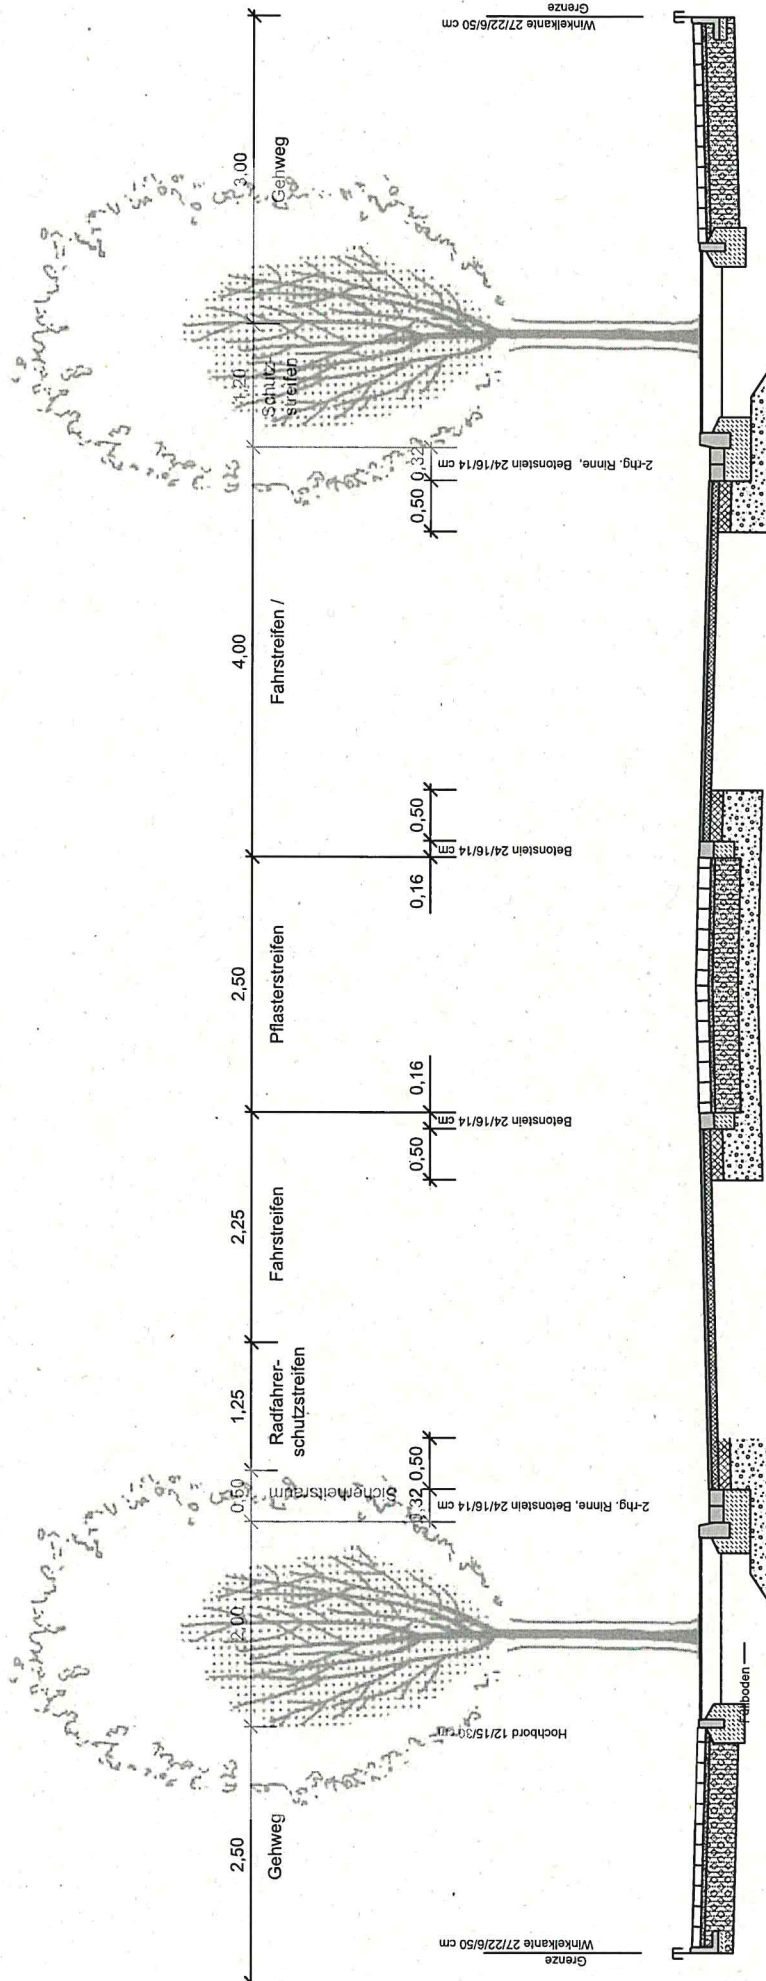 2,50
Gehweg
2.00
0.50
Sicherheitsraum
1,25
Radfahrer-
schutzstreifen
2,25
Fahrstreifen
2,50
Pflasterstreifen
4,00
Fahrstreifen /
1,20
Schutz-
streifen
3.00
Gehweg
0,32
0,50
0,50
0,16
0,16
0,50
0,50
0,32
Grenze
Winkelkante 27/22/6/50 cm
Hochbord 12/15/30 cm
2-rhg. Rinne, Betonstein 24/16/14 cm
Betonstein 24/16/14 cm
Betonstein 24/16/14 cm
2-rhg. Rinne, Betonstein 24/16/14 cm
Winkelkante 27/22/6/50 cm
Grenze
Füllboden